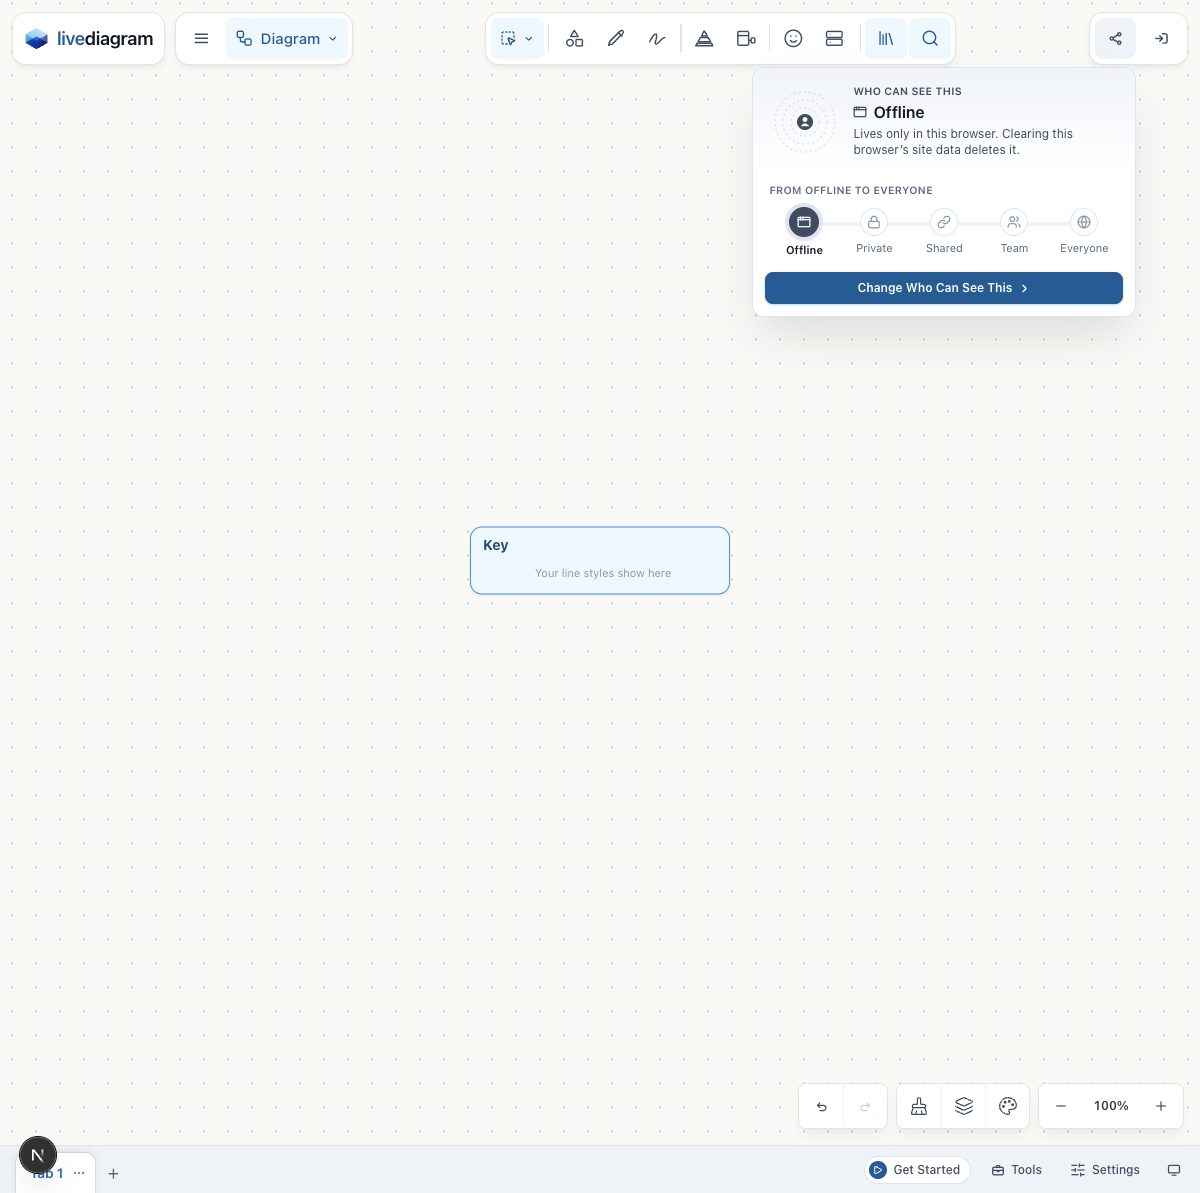 livediagram
Diagram
WHO CAN SEE THIS
Offline
Lives only in this browser. Clearing this
browser's site data deletes it.
FROM OFFLINE TO EVERYONE
Offline
Private
Shared
Team
Everyone
Change Who Can See This
Key
Your line styles show here
100%
N
Tab 1
Get Started
Tools
Settings